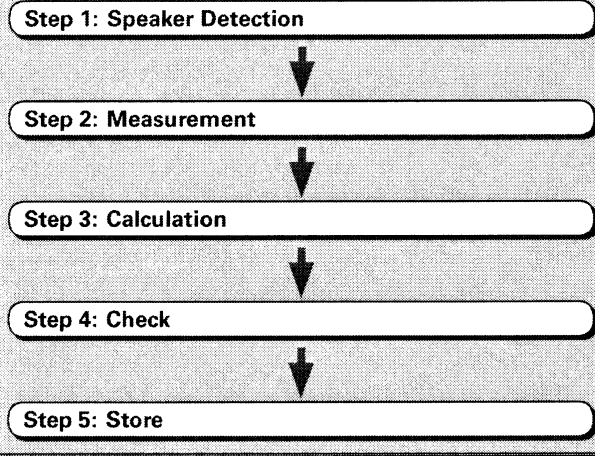 Step 1: Speaker Detection
Step 2: Measurement
Step 3: Calculation
Step 4: Check
Step 5: Store